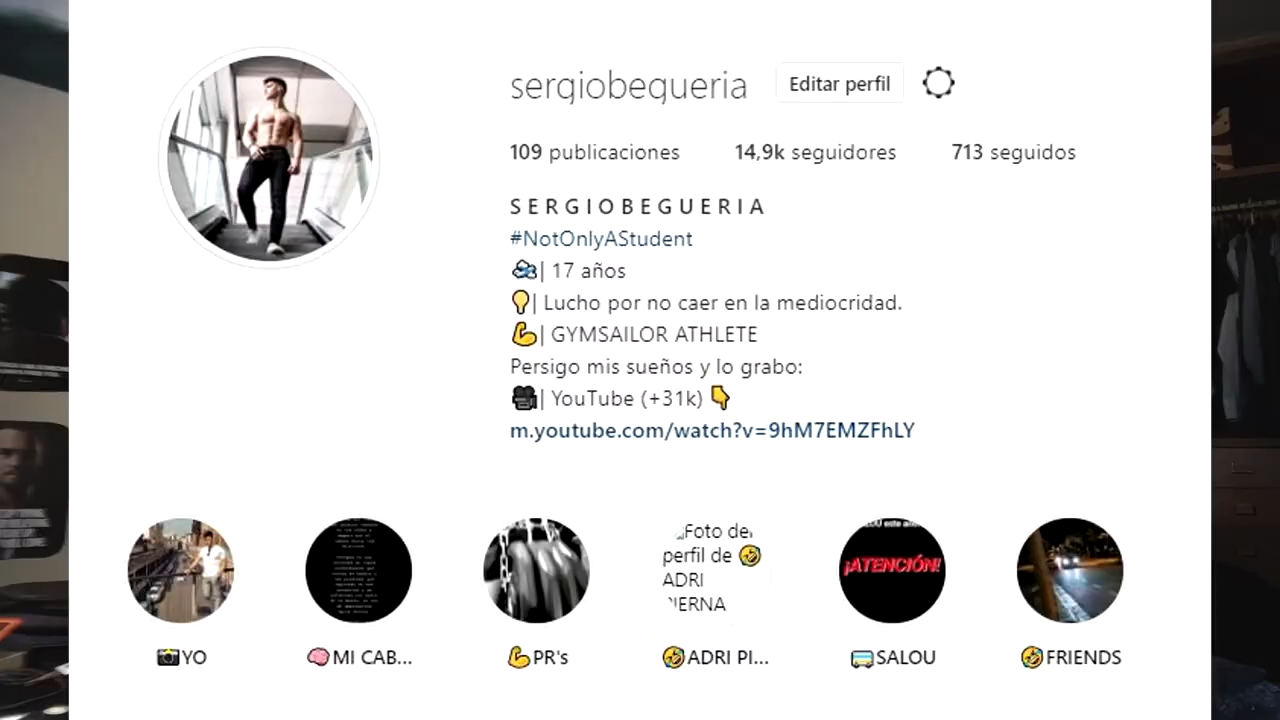 sergiobegueria
Editar perfil
109 publicaciones
14,9k seguidores
713 seguidos
S E R G I O B E G U E R I A
#NotOnlyAStudent
| 17 años
| Lucho por no caer en la mediocridad.
💪| GYMSAILOR ATHLETE
Persigo mis sueños y lo grabo:
🎥| YouTube (+31k) 👇
m.youtube.com/watch?v=9hM7EMZFhLY
Foto de
perfil de 🤣
ADRI
PIERNA
¡ATENCIÓN!
📸YO
🧠MI CAB...
💪PR's
🤣ADRI PI...
🚌SALOU
🤣FRIENDS